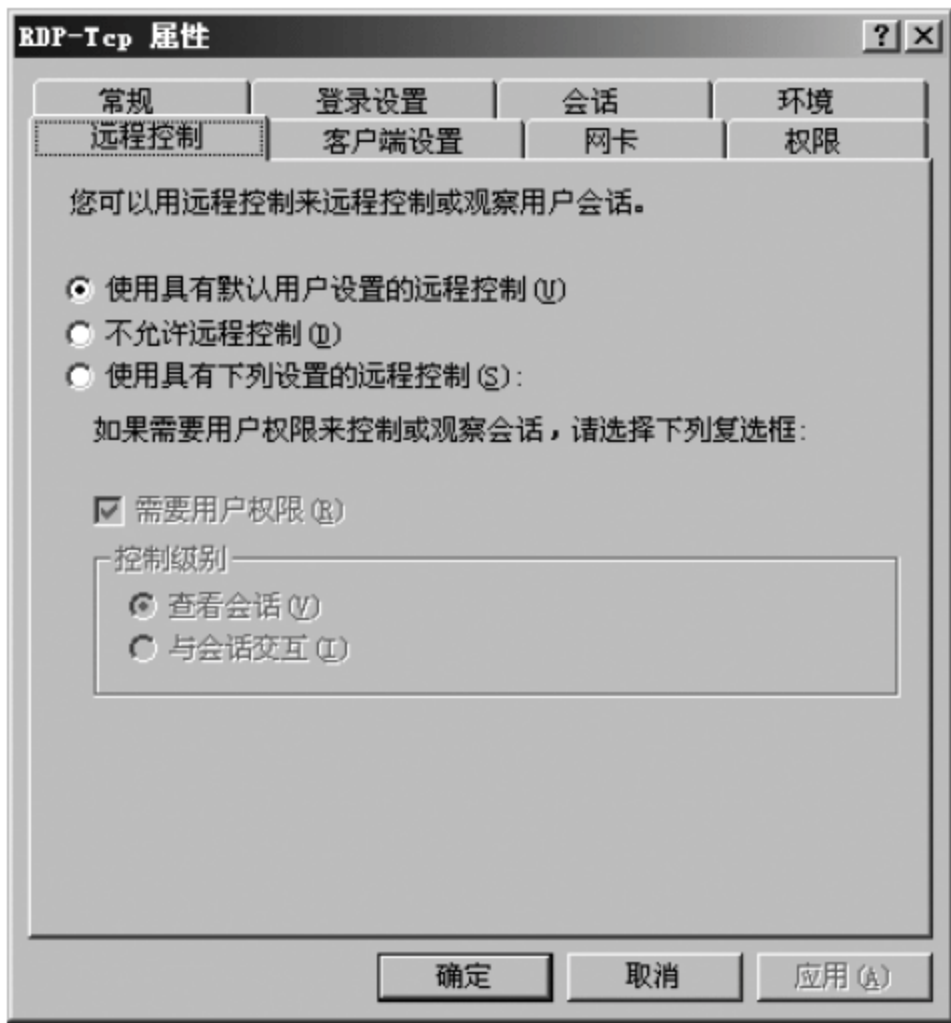 RDP-Tcp 属性
常规 登录设置 会话 环境
远程控制 客户端设置 网卡 权限
您可以用远程控制来远程控制或观察用户会话。
使用具有默认用户设置的远程控制(U)
不允许远程控制(D)
使用具有下列设置的远程控制(S):
如果需要用户权限来控制或观察会话,请选择下列复选框:
需要用户权限(R)
控制级别
查看会话(V)
与会话交互(I)
确定 取消 应用(A)